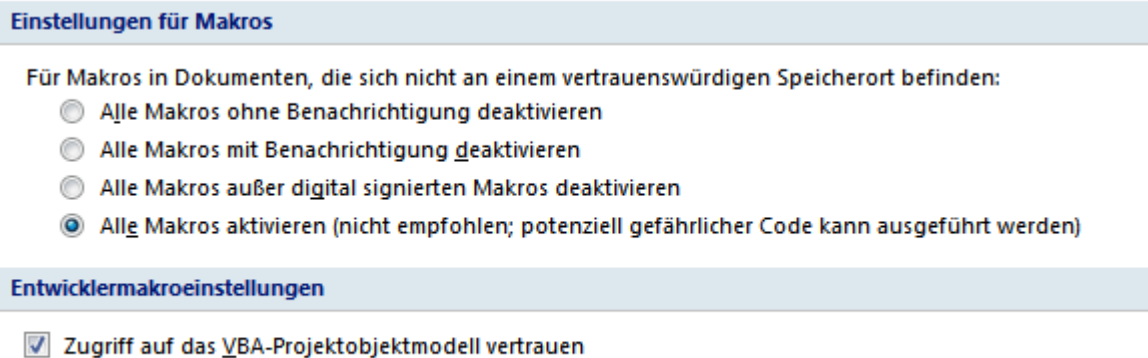 Einstellungen für Makros
Für Makros in Dokumenten, die sich nicht an einem vertrauenswürdigen Speicherort befinden:
Alle Makros ohne Benachrichtigung deaktivieren
Alle Makros mit Benachrichtigung deaktivieren
Alle Makros außer digital signierten Makros deaktivieren
Alle Makros aktivieren (nicht empfohlen; potenziell gefährlicher Code kann ausgeführt werden)
Entwicklermakroeinstellungen
Zugriff auf das VBA-Projektobjektmodell vertrauen